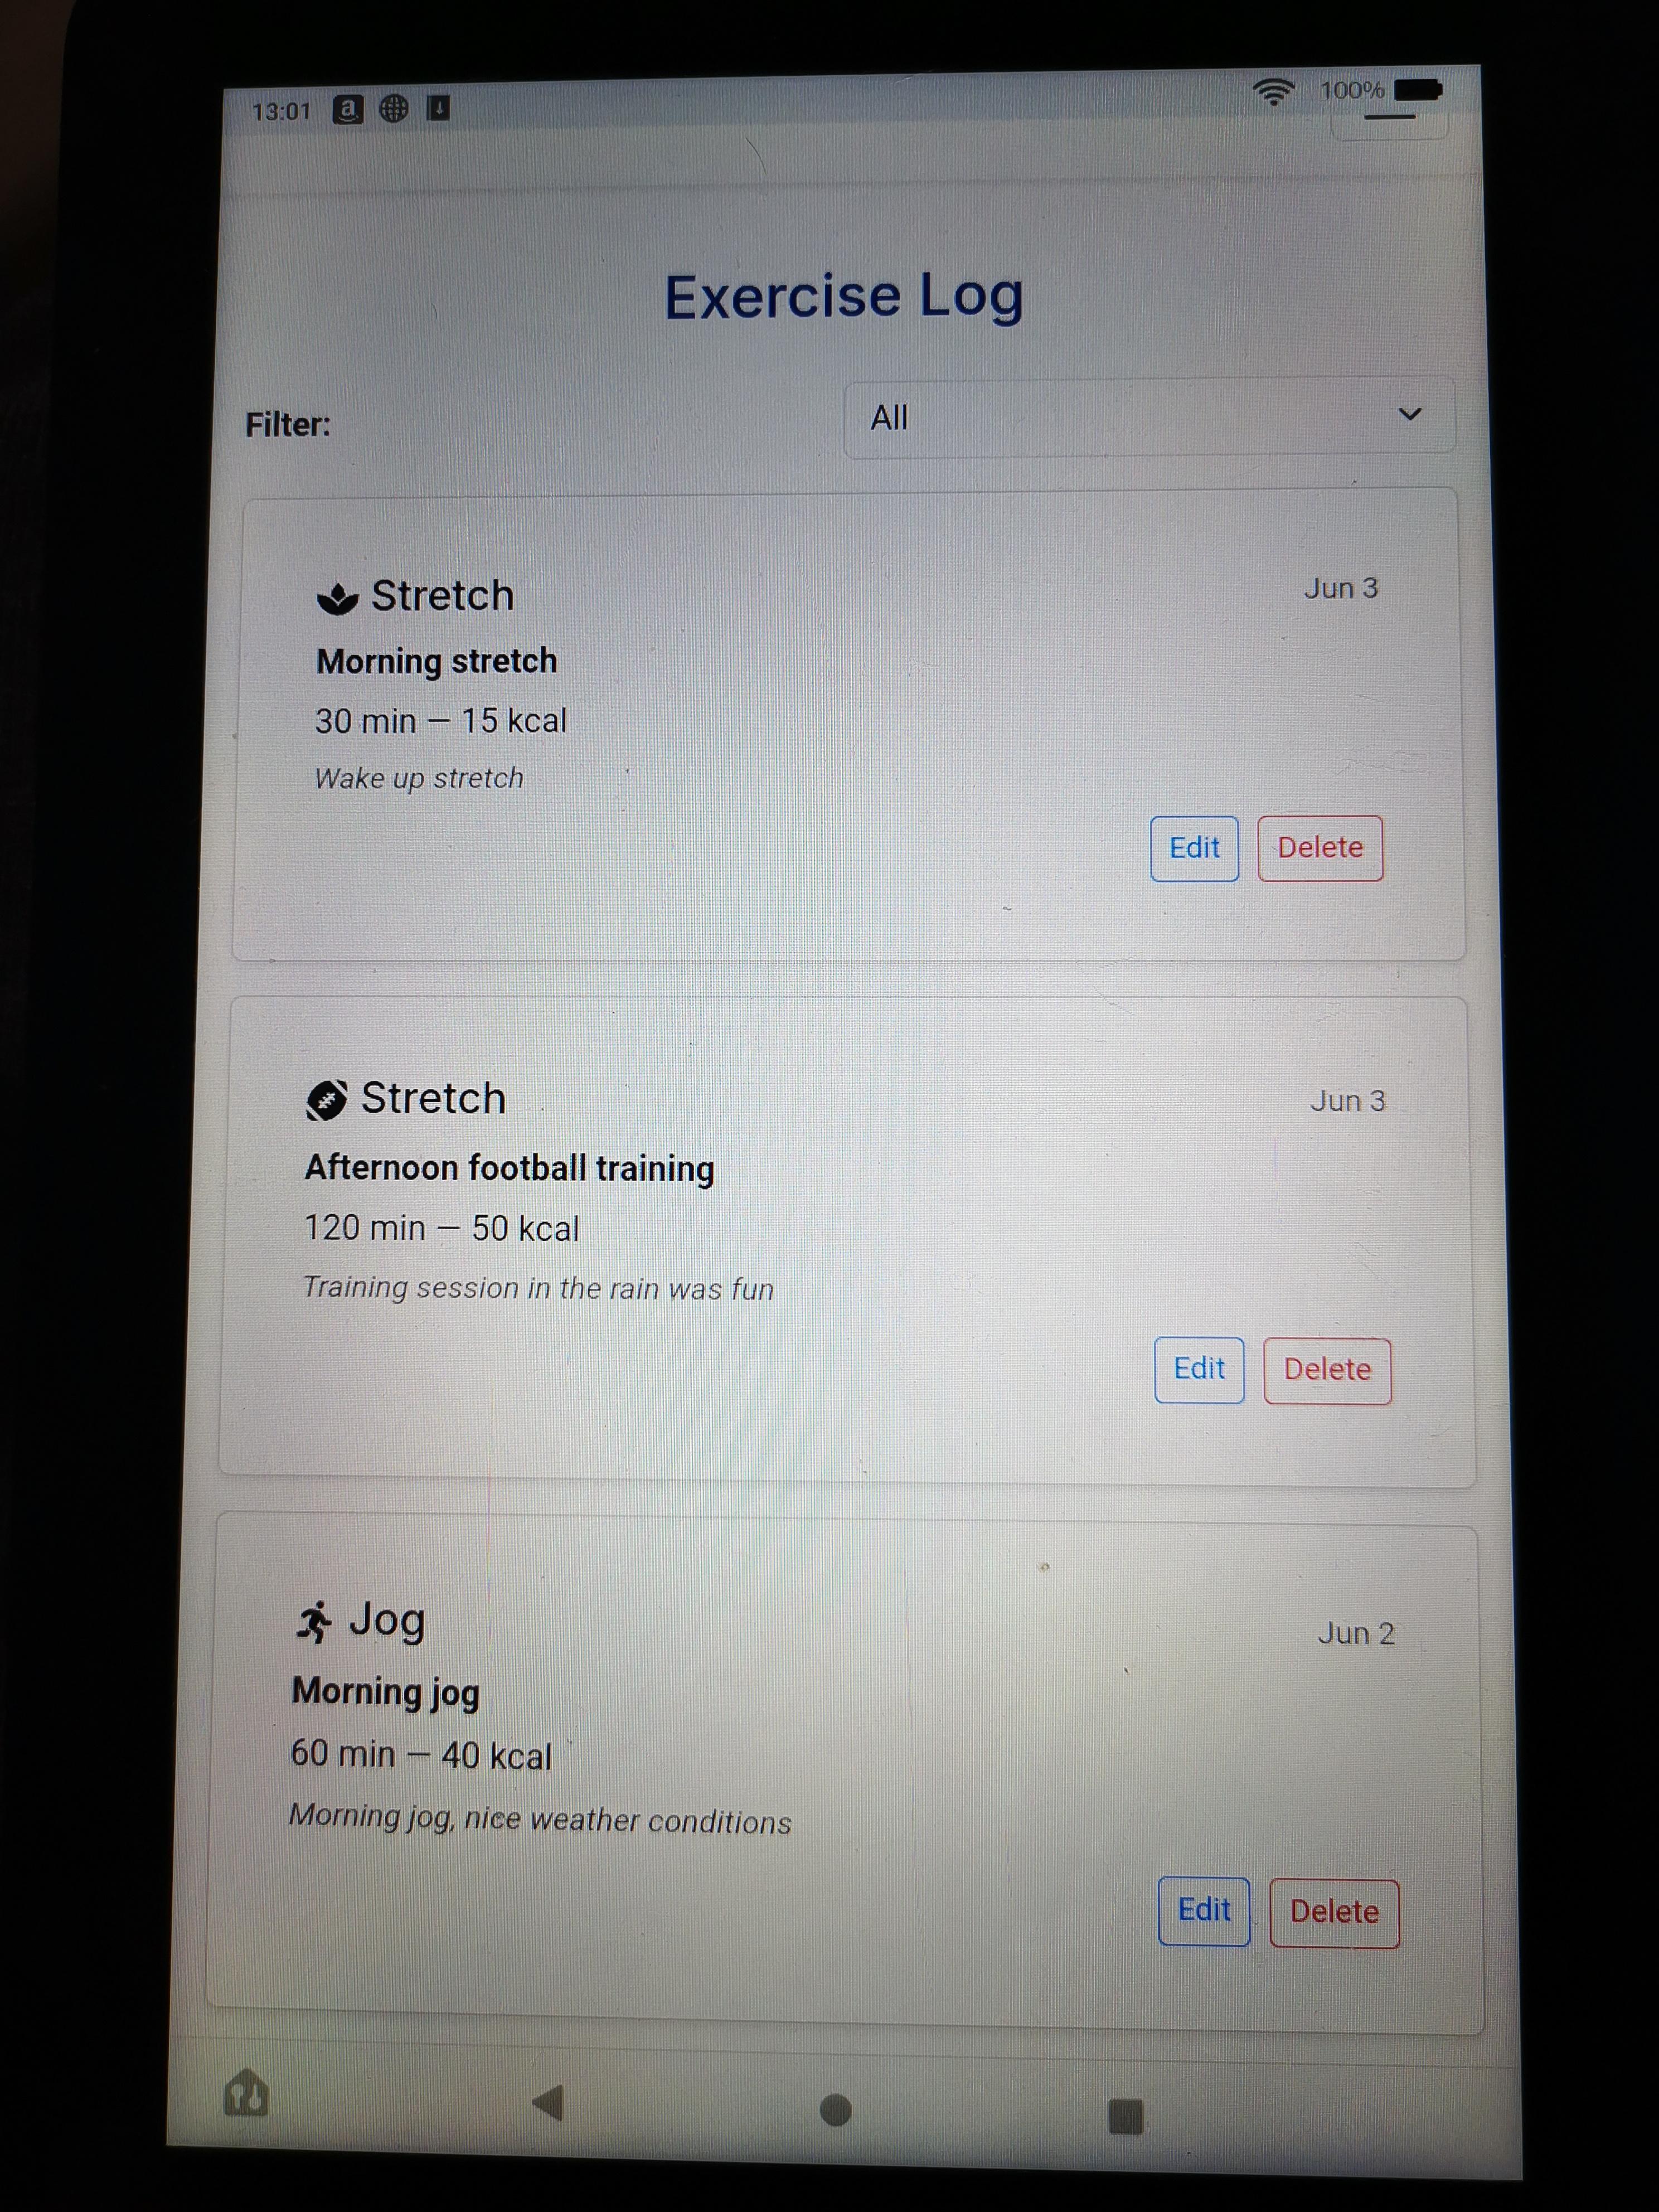 13:01
100%
Exercise Log
Filter:
All
Stretch
Jun 3
Morning stretch
30 min — 15 kcal
Wake up stretch
Edit
Delete
Stretch
Jun 3
Afternoon football training
120 min — 50 kcal
Training session in the rain was fun
Edit
Delete
Jog
Jun 2
Morning jog
60 min — 40 kcal
Morning jog, nice weather conditions
Edit
Delete